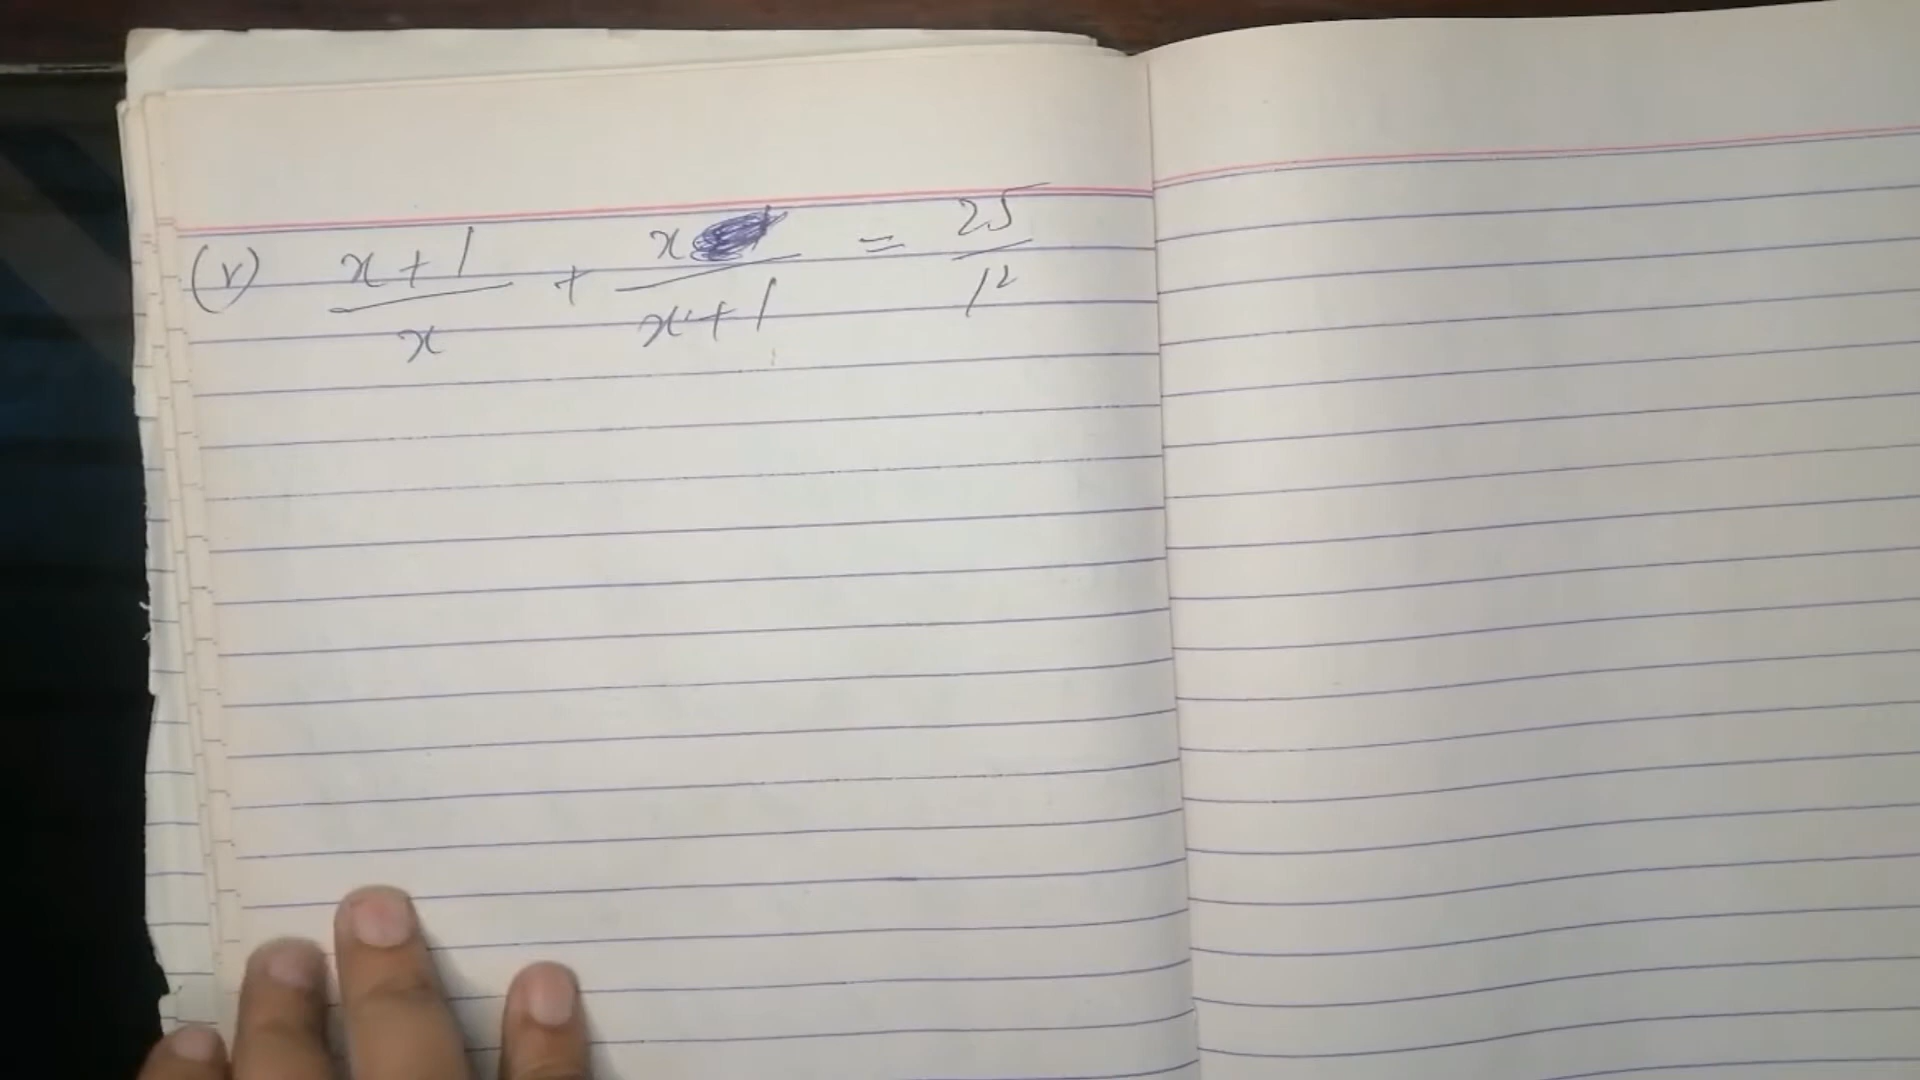 (v) x+1/x + x/x+1 = 25/12